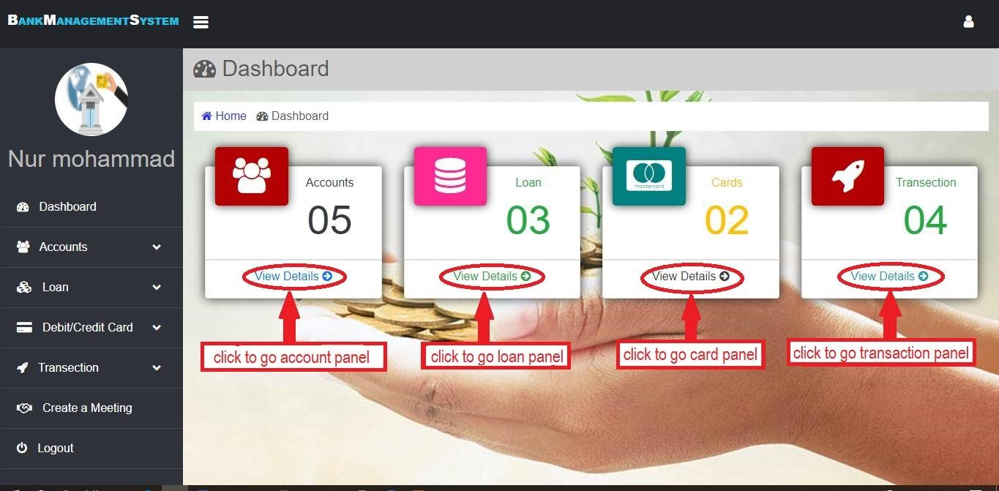 BankManagementSystem
Nur mohammad
Dashboard
Accounts
Loan
Debit/Credit Card
Transection
Create a Meeting
Logout
Dashboard
Home Dashboard
Accounts
05
View Details
click to go account panel
Loan
03
View Details
click to go loan panel
mastercard
Cards
02
View Details
click to go card panel
Transection
04
View Details
click to go transaction panel